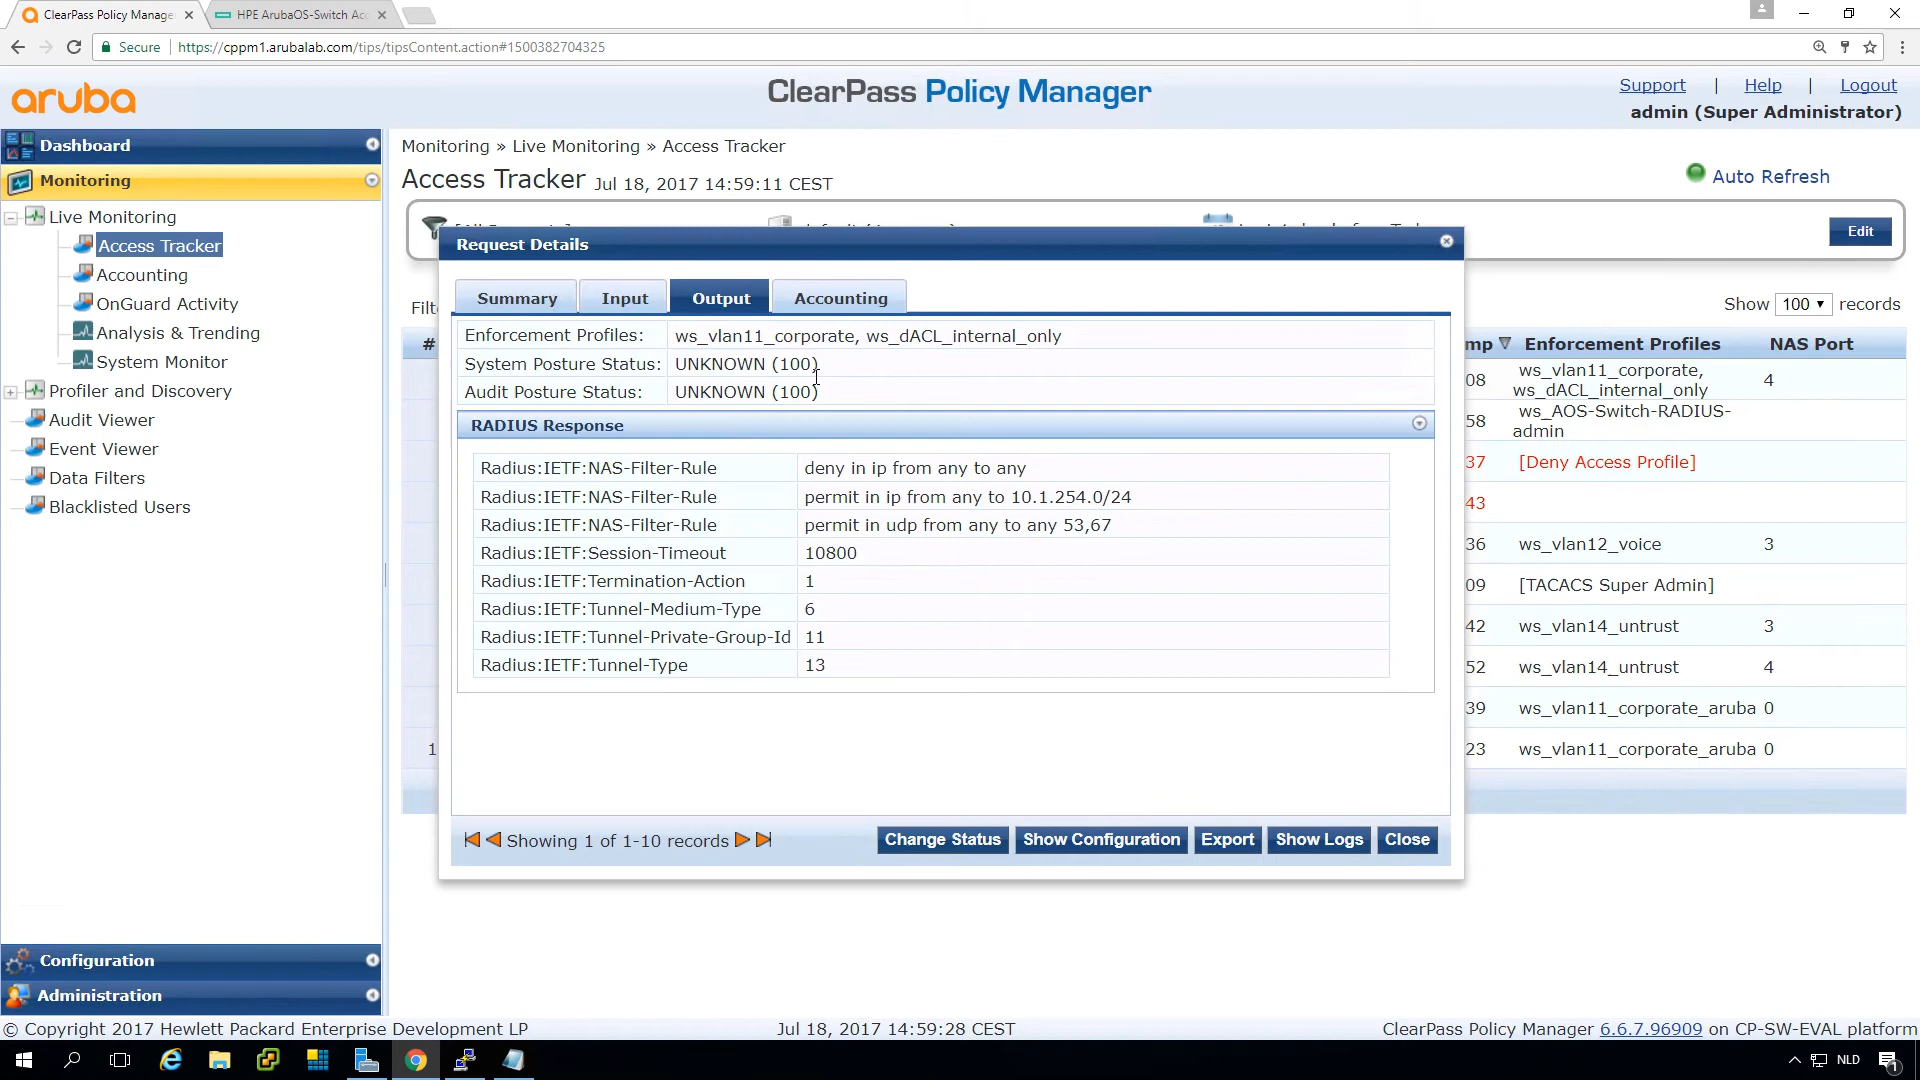 ClearPass Policy Manage
HPE ArubaOS-Switch Acc
Secure
https://cppm1.arubalab.com/tips/tipsContent.action#1500382704325
aruba
ClearPass Policy Manager
Support | Help | Logout
admin (Super Administrator)
Dashboard
Monitoring
Live Monitoring
Access Tracker
Accounting
OnGuard Activity
Analysis & Trending
System Monitor
Profiler and Discovery
Audit Viewer
Event Viewer
Data Filters
Blacklisted Users
Configuration
Administration
Monitoring » Live Monitoring » Access Tracker
Access Tracker Jul 18, 2017 14:59:11 CEST
Auto Refresh
Edit
Show 100 records
#
Request Details
Summary Input Output Accounting
Enforcement Profiles: ws_vlan11_corporate, ws_dACL_internal_only
System Posture Status: UNKNOWN (100)
Audit Posture Status: UNKNOWN (100)
RADIUS Response
Radius:IETF:NAS-Filter-Rule deny in ip from any to any
Radius:IETF:NAS-Filter-Rule permit in ip from any to 10.1.254.0/24
Radius:IETF:NAS-Filter-Rule permit in udp from any to any 53,67
Radius:IETF:Session-Timeout 10800
Radius:IETF:Termination-Action 1
Radius:IETF:Tunnel-Medium-Type 6
Radius:IETF:Tunnel-Private-Group-Id 11
Radius:IETF:Tunnel-Type 13
Showing 1 of 1-10 records
Change Status Show Configuration Export Show Logs Close
mp Enforcement Profiles NAS Port
08 ws_vlan11_corporate, 4
ws_dACL_internal_only
58 ws_AOS-Switch-RADIUS-
admin
37 [Deny Access Profile]
43
36 ws_vlan12_voice 3
09 [TACACS Super Admin]
42 ws_vlan14_untrust 3
52 ws_vlan14_untrust 4
39 ws_vlan11_corporate_aruba 0
1 23 ws_vlan11_corporate_aruba 0
© Copyright 2017 Hewlett Packard Enterprise Development LP
Jul 18, 2017 14:59:28 CEST
ClearPass Policy Manager 6.6.7.96909 on CP-SW-EVAL platform
NLD
1